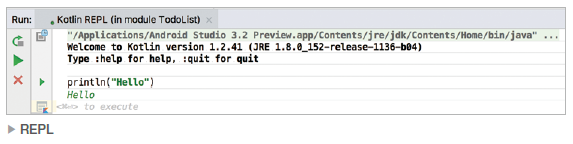 Run: Kotlin REPL (in module TodoList) ×
"/Applications/Android Studio 3.2 Preview.app/Contents/jre/jdk/Contents/Home/bin/java" ...
Welcome to Kotlin version 1.2.41 (JRE 1.8.0_152-release-1136-b04)
Type :help for help, :quit for quit
println("Hello")
Hello
<⌘⏎> to execute
▶ REPL